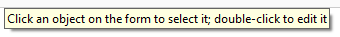 Click an object on the form to select it; double-click to edit it